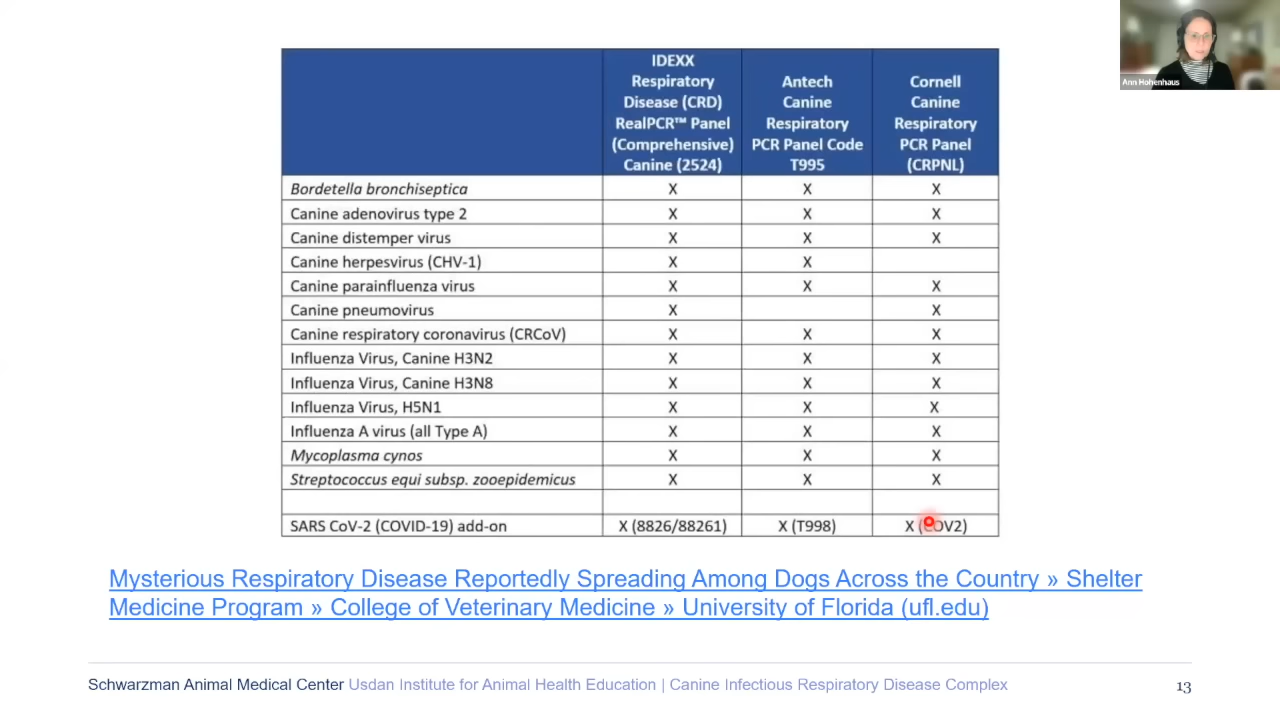 Ann Hohenhaus
IDEXX
Respiratory
Disease (CRD)
RealPCR™ Panel
(Comprehensive)
Canine (2524)
Antech
Canine
Respiratory
PCR Panel Code
T995
Cornell
Canine
Respiratory
PCR Panel
(CRPNL)
Bordetella bronchiseptica X X X
Canine adenovirus type 2 X X X
Canine distemper virus X X X
Canine herpesvirus (CHV-1) X X
Canine parainfluenza virus X X X
Canine pneumovirus X X
Canine respiratory coronavirus (CRCoV) X X X
Influenza Virus, Canine H3N2 X X X
Influenza Virus, Canine H3N8 X X X
Influenza Virus, H5N1 X X X
Influenza A virus (all Type A) X X X
Mycoplasma cynos X X X
Streptococcus equi subsp. zooepidemicus X X X
SARS CoV-2 (COVID-19) add-on X (8826/88261) X (T998) X (COV2)
Mysterious Respiratory Disease Reportedly Spreading Among Dogs Across the Country » Shelter
Medicine Program » College of Veterinary Medicine » University of Florida (ufl.edu)
Schwarzman Animal Medical Center Usdan Institute for Animal Health Education | Canine Infectious Respiratory Disease Complex 13